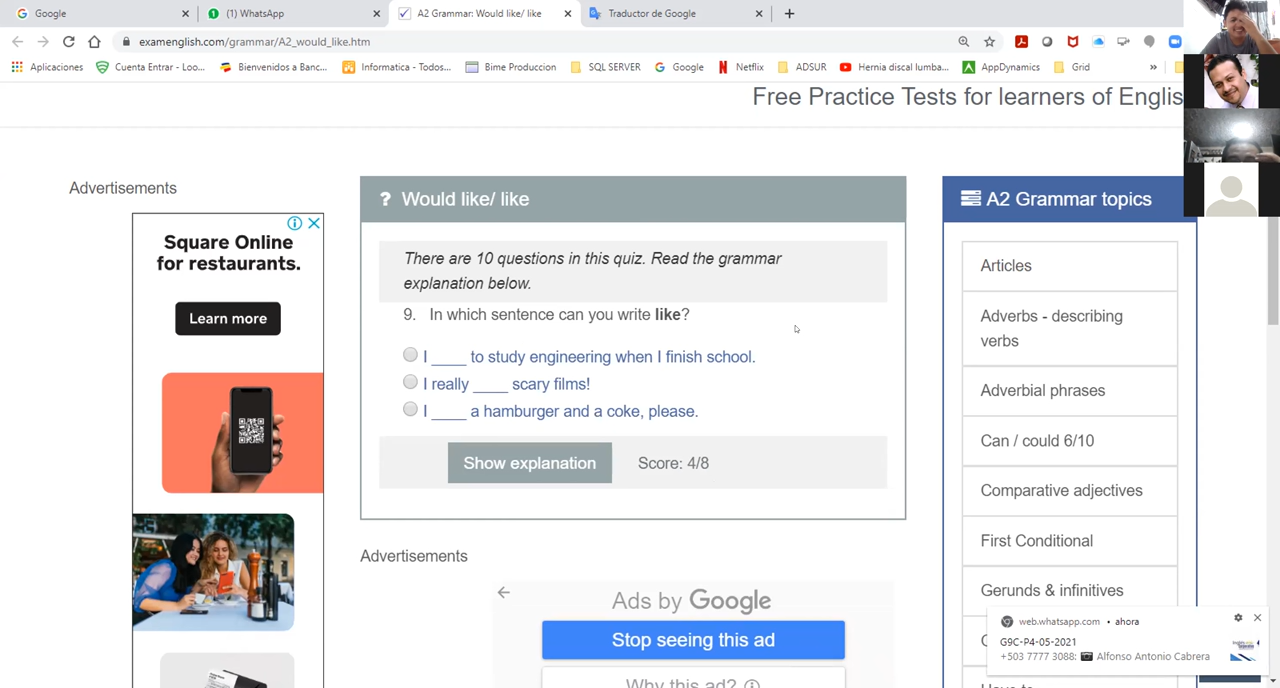 Google
(1) WhatsApp
A2 Grammar: Would like/ like
Traductor de Google
examenglish.com/grammar/A2_would_like.htm
Aplicaciones
Cuenta Entrar - Loo...
Bienvenidos a Banc...
Informatica - Todos...
Bime Production
SQL SERVER
Google
Netflix
ADSUR
Hernia discal lumba...
AppDynamics
Grid
»
Free Practice Tests for learners of Englis
Advertisements
Square Online
for restaurants.
Learn more
? Would like/ like
There are 10 questions in this quiz. Read the grammar
explanation below.
9. In which sentence can you write like?
I ____ to study engineering when I finish school.
I really ____ scary films!
I ____ a hamburger and a coke, please.
Show explanation
Score: 4/8
Advertisements
Ads by Google
Stop seeing this ad
Why this ad?
A2 Grammar topics
Articles
Adverbs - describing
verbs
Adverbial phrases
Can / could 6/10
Comparative adjectives
First Conditional
Gerunds & infinitives
web.whatsapp.com • ahora
G9C-P4-05-2021
+503 7777 3088: 📷 Alfonso Antonio Cabrera